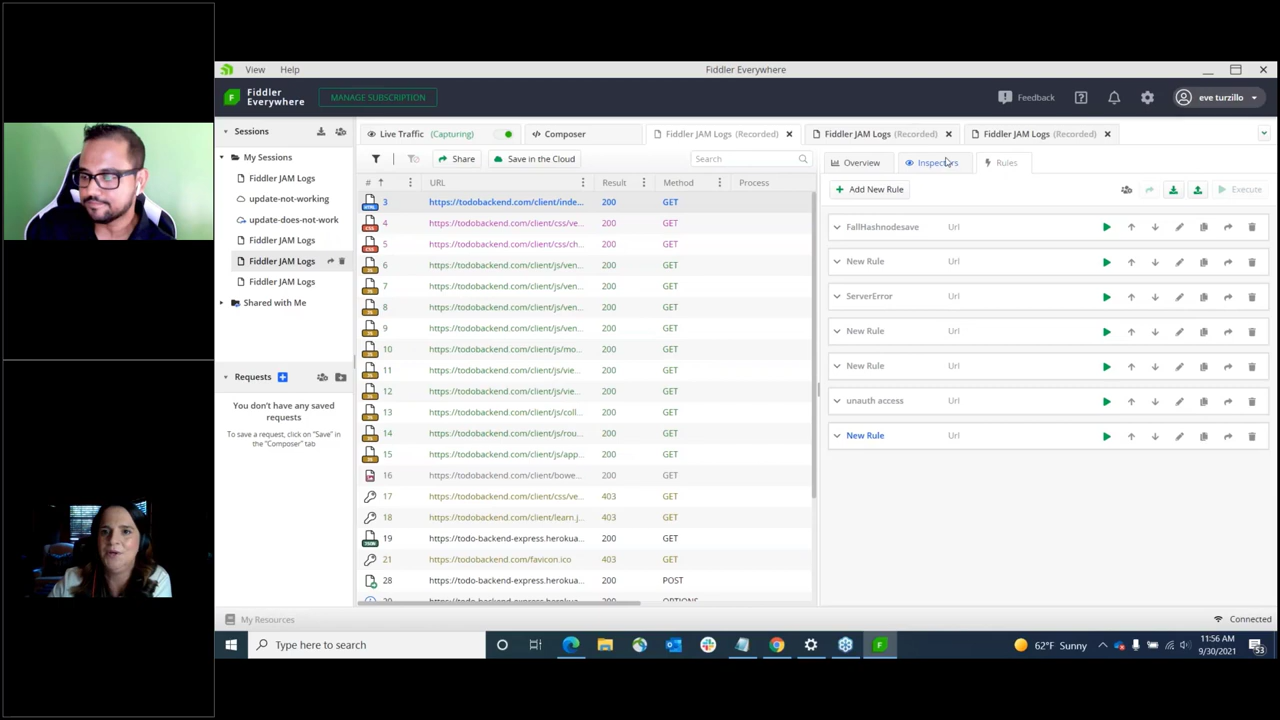 View Help
Fiddler Everywhere
Fiddler
Everywhere
MANAGE SUBSCRIPTION
Feedback
eve turzillo
Sessions
My Sessions
Fiddler JAM Logs
update-not-working
update-does-not-work
Fiddler JAM Logs
Fiddler JAM Logs
Fiddler JAM Logs
Shared with Me
Requests
You don't have any saved
requests
To save a request, click on "Save" in
the "Composer" tab
Live Traffic (Capturing)
Composer
Fiddler JAM Logs (Recorded)
Fiddler JAM Logs (Recorded)
Fiddler JAM Logs (Recorded)
Share
Save in the Cloud
Search
# URL Result Method Process
3 https://todobackend.com/client/inde... 200 GET
4 https://todobackend.com/client/css/ve... 200 GET
5 https://todobackend.com/client/css/ch... 200 GET
6 https://todobackend.com/client/js/ven... 200 GET
7 https://todobackend.com/client/js/ven... 200 GET
8 https://todobackend.com/client/js/ven... 200 GET
9 https://todobackend.com/client/js/ven... 200 GET
10 https://todobackend.com/client/js/mo... 200 GET
11 https://todobackend.com/client/js/vie... 200 GET
12 https://todobackend.com/client/js/vie... 200 GET
13 https://todobackend.com/client/js/coll... 200 GET
14 https://todobackend.com/client/js/rou... 200 GET
15 https://todobackend.com/client/js/app... 200 GET
16 https://todobackend.com/client/bowe... 200 GET
17 https://todobackend.com/client/css/ve... 403 GET
18 https://todobackend.com/client/learn.j... 403 GET
19 https://todo-backend-express.herokua... 200 GET
21 https://todobackend.com/favicon.ico 403 GET
28 https://todo-backend-express.herokua... 200 POST
https://todo-backend-express.herokua... 200 OPTIONS
Overview
Inspectors
Rules
Add New Rule
Execute
FallHashnodesave Url
New Rule Url
ServerError Url
New Rule Url
New Rule Url
unauth access Url
New Rule Url
My Resources
Connected
Type here to search
62°F Sunny
11:56 AM
9/30/2021
53